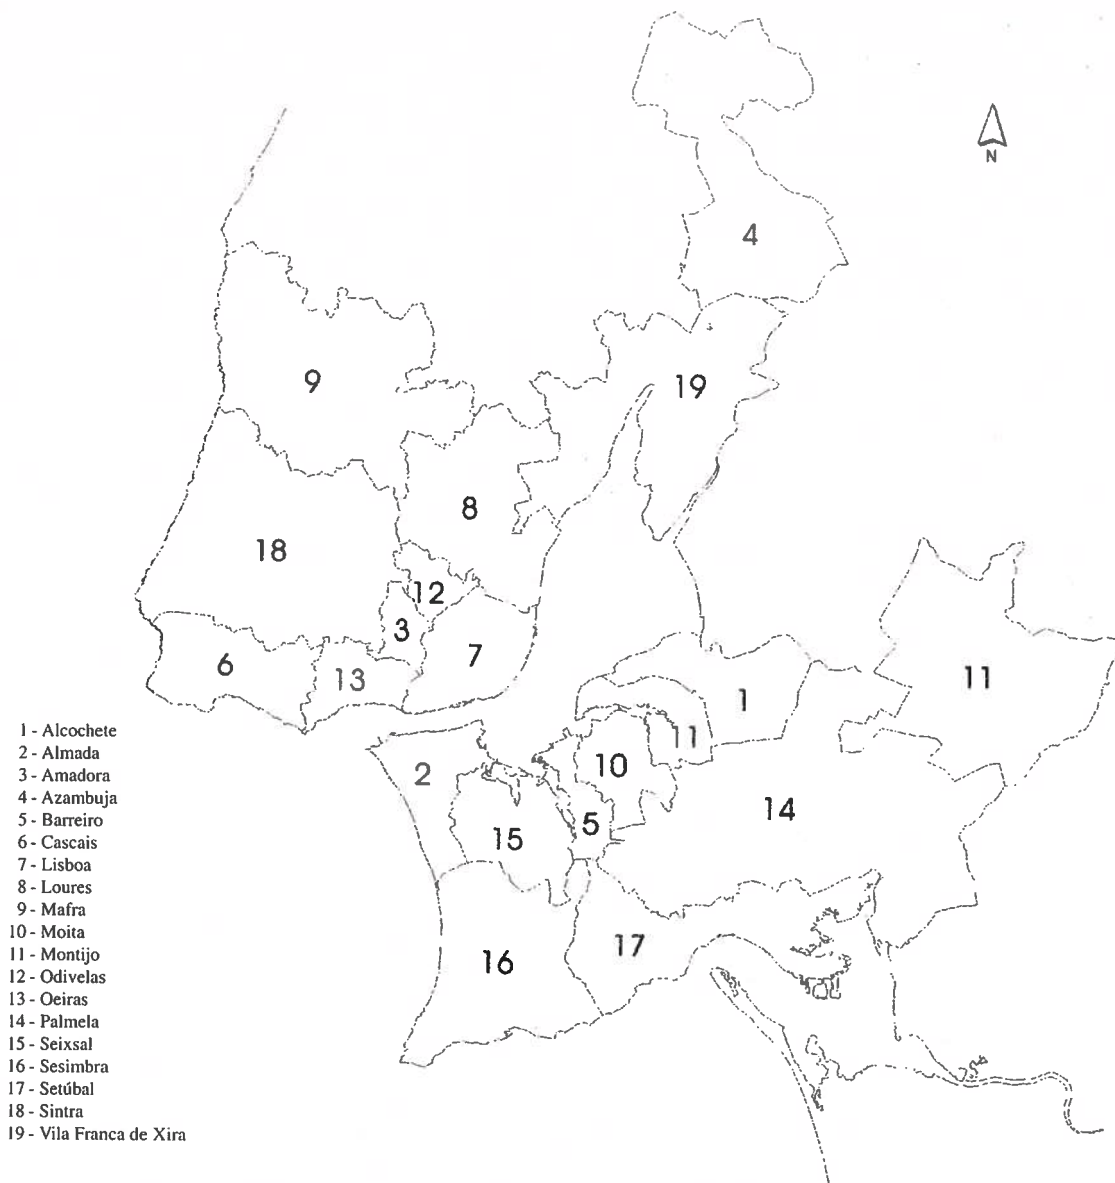 4
N
4
9
19
8
18
12
3
7
6
13
11
1
11
10
2
14
5
15
17
16
1 - Alcochete
2 - Almada
3 - Amadora
4 - Azambuja
5 - Barreiro
6 - Cascais
7 - Lisboa
8 - Loures
9 - Mafra
10 - Moita
11 - Montijo
12 - Odivelas
13 - Oeiras
14 - Palmela
15 - Seixsal
16 - Sesimbra
17 - Setúbal
18 - Sintra
19 - Vila Franca de Xira